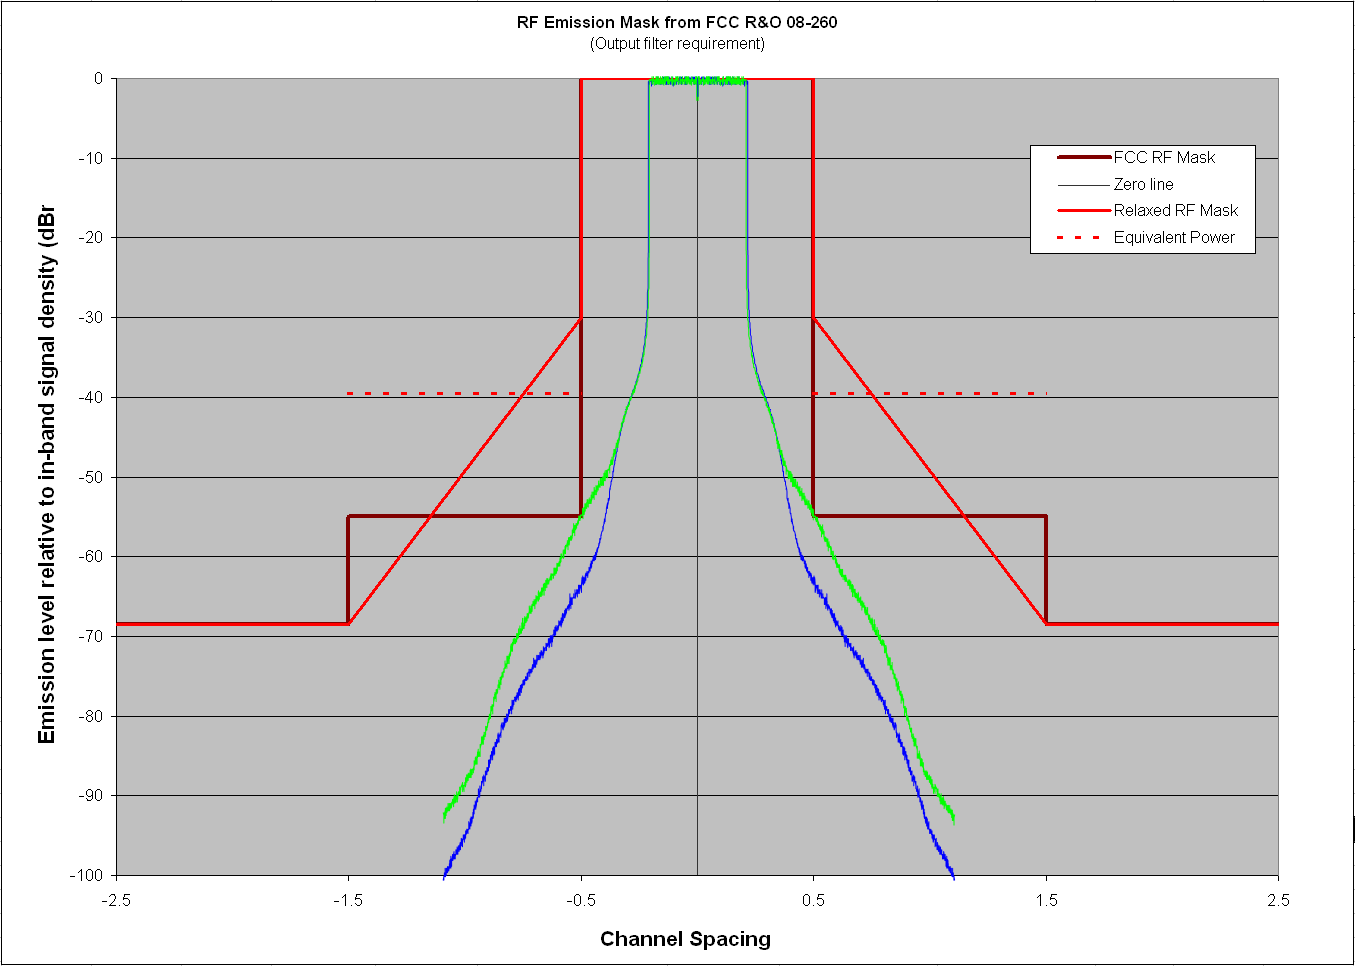 RF Emission Mask from FCC R&O 08-260
(Output filter requirement)
Emission level relative to in-band signal density (dBr
0
-10
-20
-30
-40
-50
-60
-70
-80
-90
-100
FCC RF Mask
Zero line
Relaxed RF Mask
Equivalent Power
-2.5 -1.5 -0.5 0.5 1.5 2.5
Channel Spacing